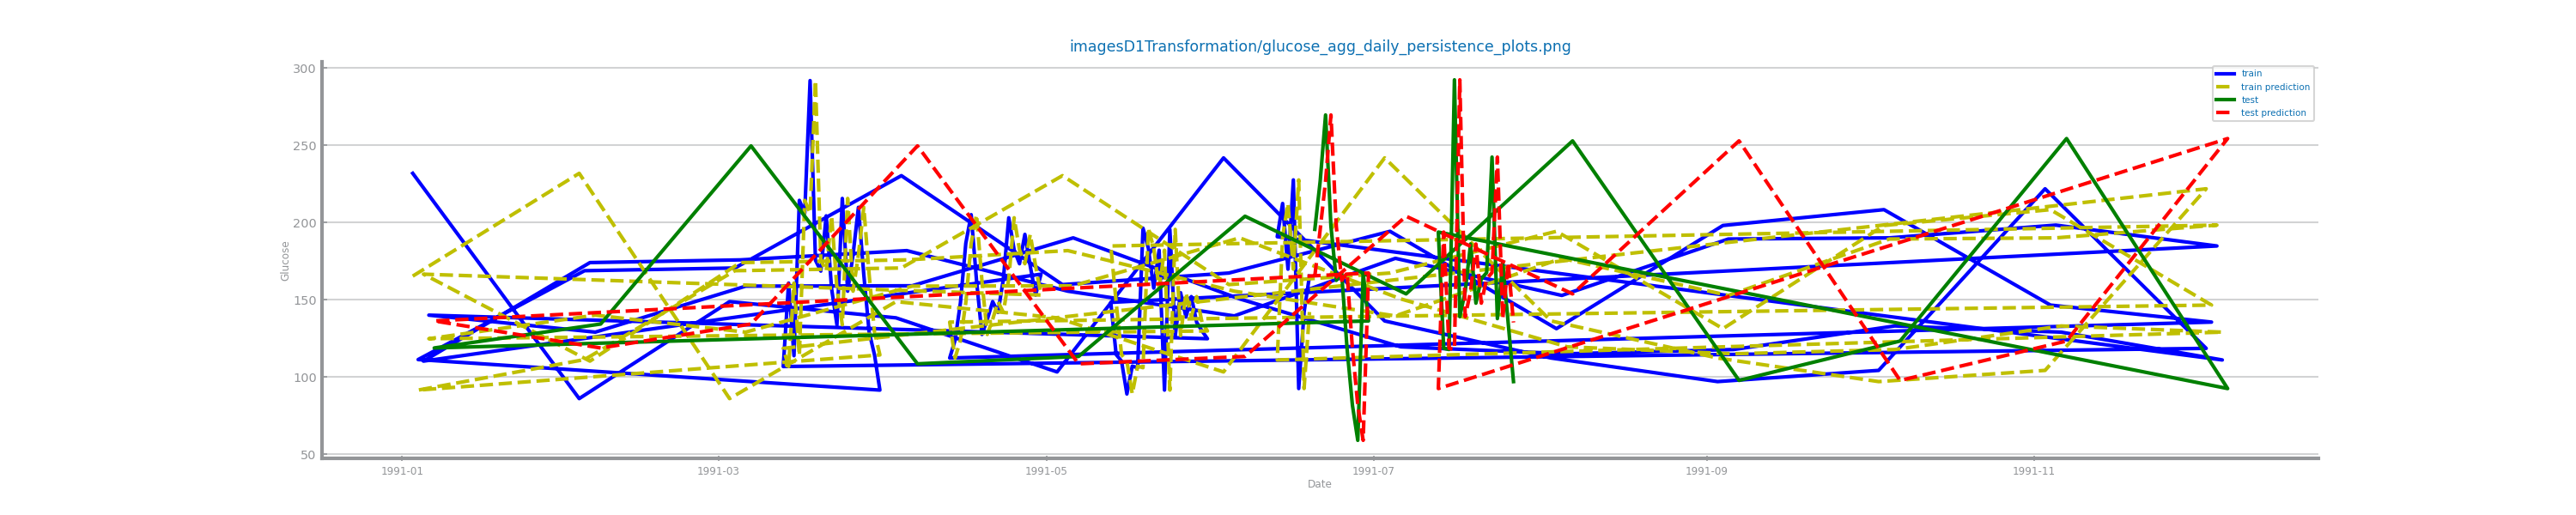 imagesD1Transformation/glucose_agg_daily_persistence_plots.png
300
250
200
150
100
50
Glucose
train
train prediction
test
test prediction
1991-01
1991-03
1991-05
1991-07
1991-09
1991-11
Date